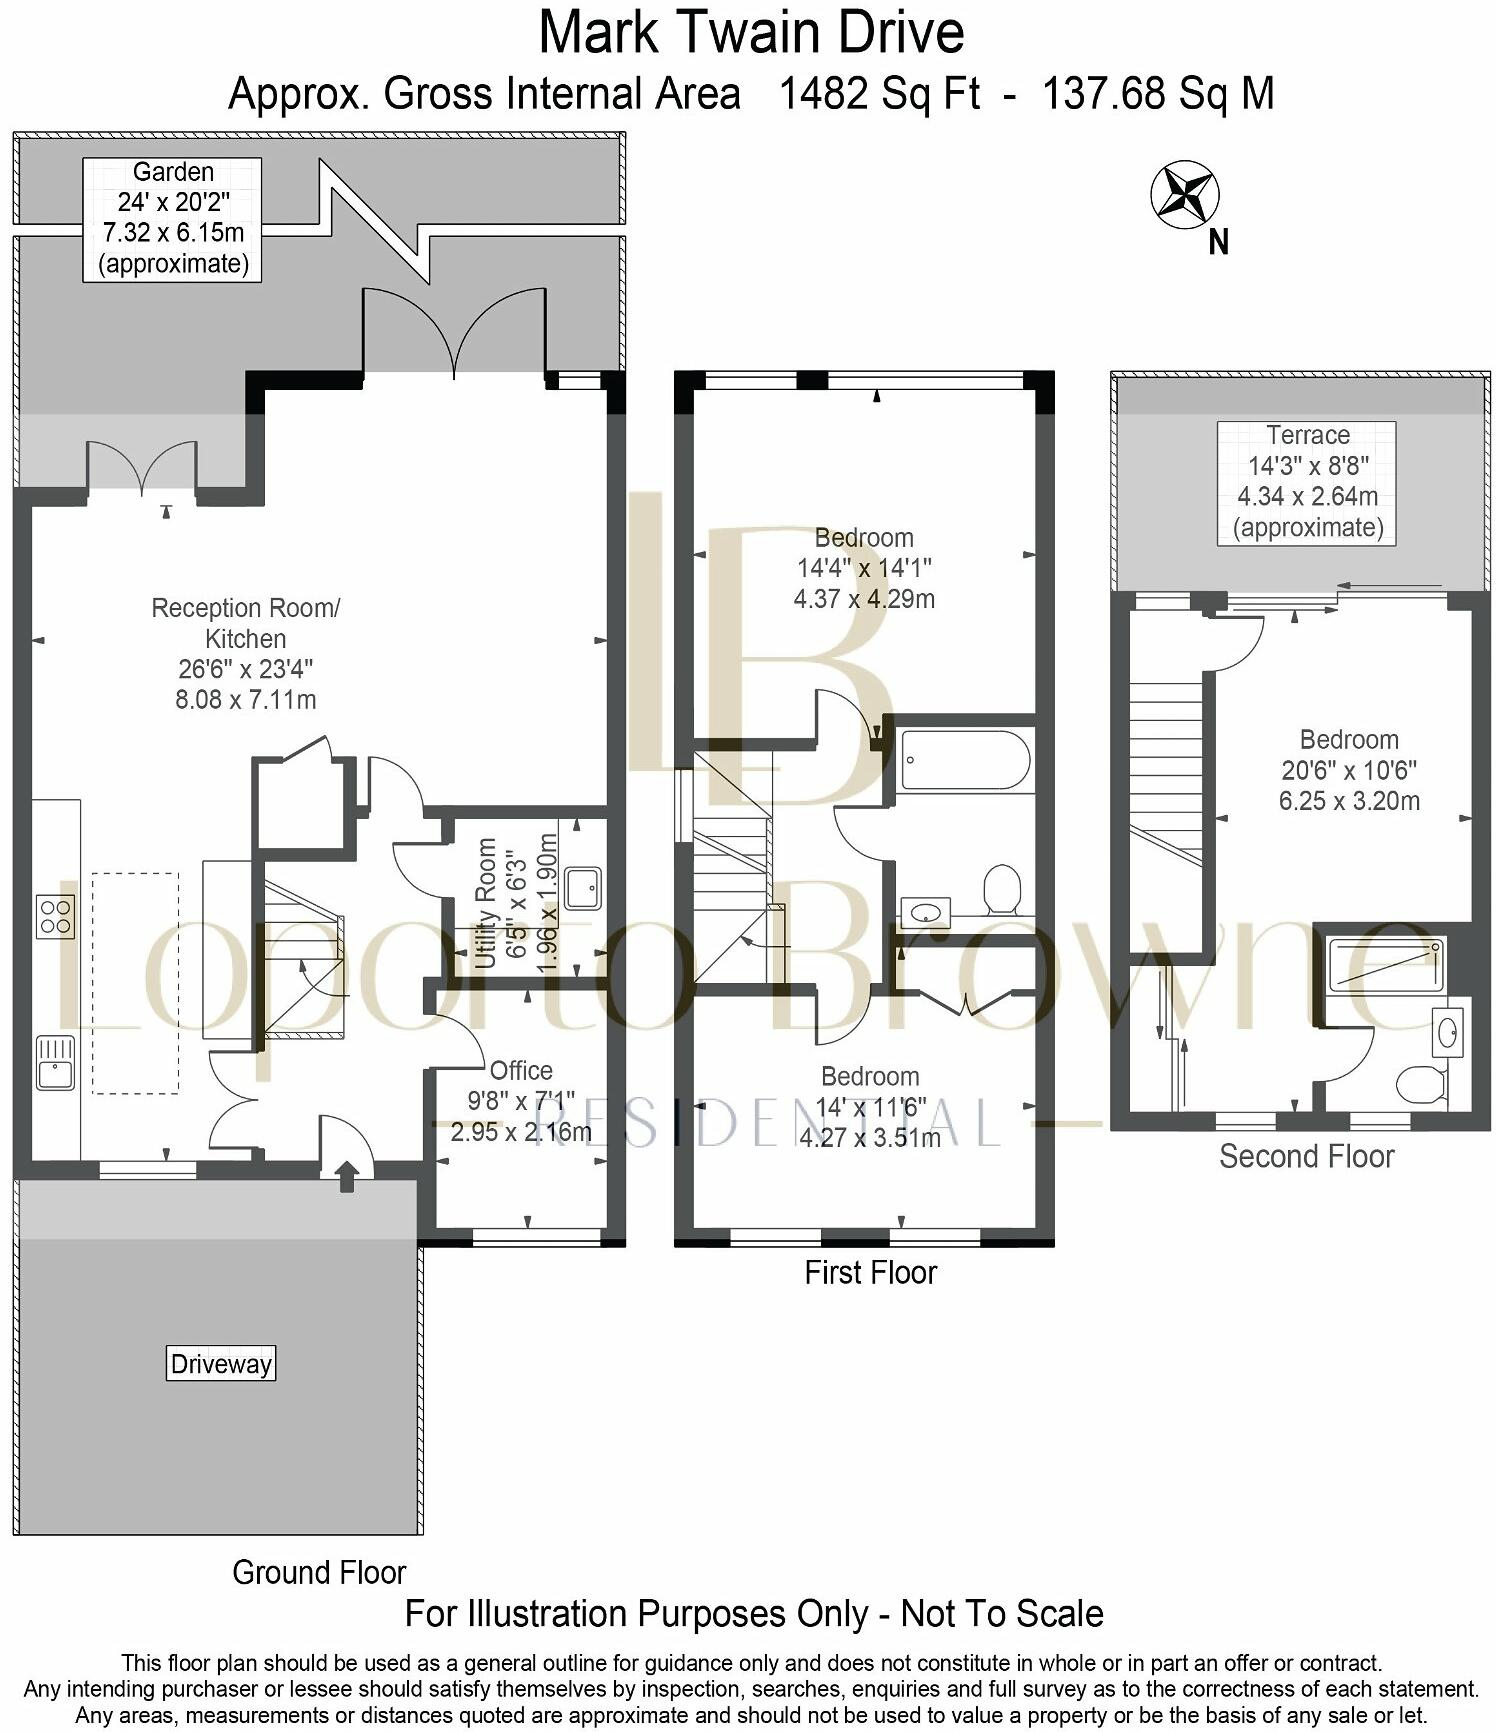 Mark Twain Drive
Approx. Gross Internal Area 1482 Sq Ft - 137.68 Sq M
Garden
24' x 20'2"
7.32 x 6.15m
(approximate)
N
Terrace
14'3" x 8'8"
4.34 x 2.64m
(approximate)
LB
Bedroom
14'4" x 14'1"
4.37 x 4.29m
Reception Room/
Kitchen
26'6" x 23'4"
8.08 x 7.11m
Bedroom
20'6" x 10'6"
6.25 x 3.20m
Utility Room
6'5" x 6'3"
1.96 x 1.90m
Loporto Browne
RESIDENTIAL
Office
9'8" x 7'1"
2.95 x 2.16m
Bedroom
14' x 11'6"
4.27 x 3.51m
Second Floor
First Floor
Driveway
Ground Floor
For Illustration Purposes Only - Not To Scale
This floor plan should be used as a general outline for guidance only and does not constitute in whole or in part an offer or contract.
Any intending purchaser or lessee should satisfy themselves by inspection, searches, enquiries and full survey as to the correctness of each statement.
Any areas, measurements or distances quoted are approximate and should not be used to value a property or be the basis of any sale or let.